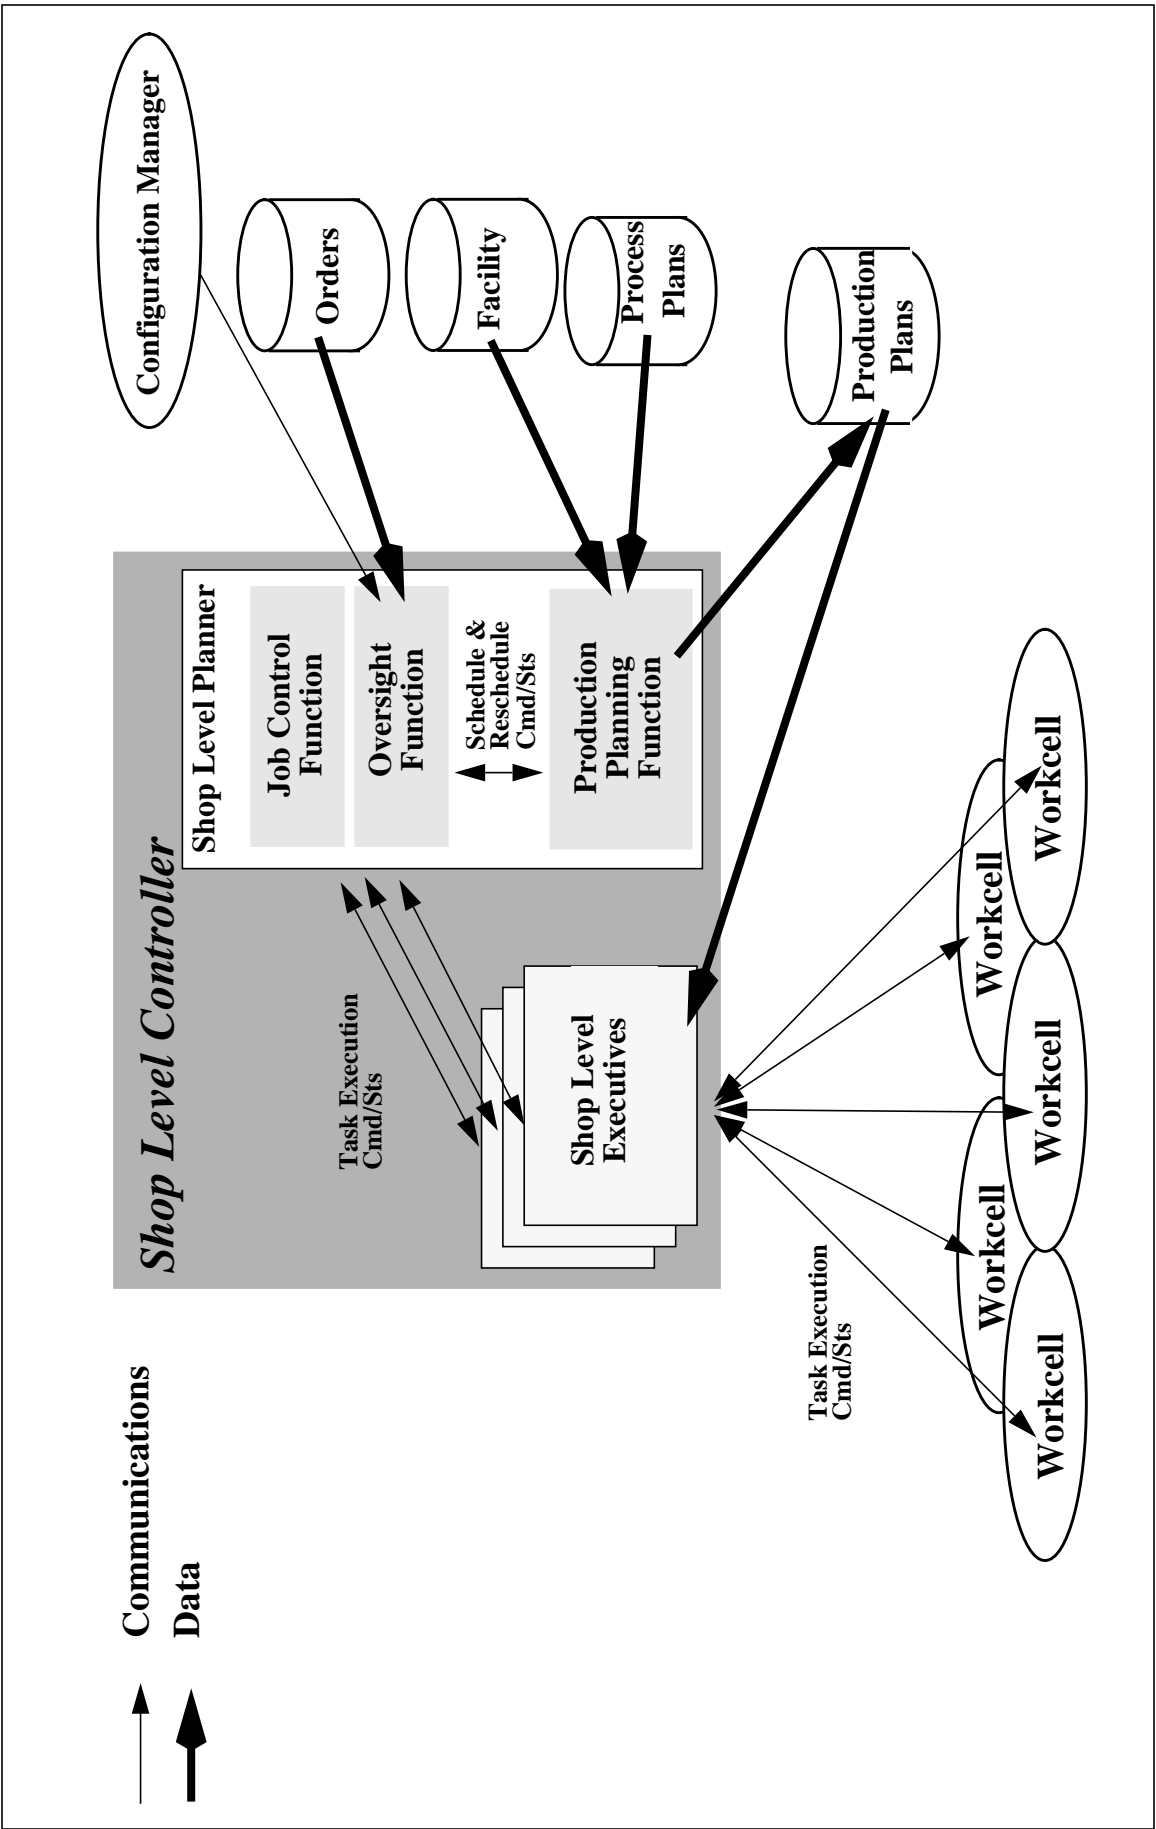 Communications
Data
Shop Level Controller
Shop Level Planner
Job Control
Function
Oversight
Function
Schedule &
Reschedule
Cmd/Sts
Production
Planning
Function
Task Execution
Cmd/Sts
Shop Level
Executives
Configuration Manager
Orders
Facility
Process
Plans
Production
Plans
Task Execution
Cmd/Sts
Workcell
Workcell
Workcell
Workcell
Workcell